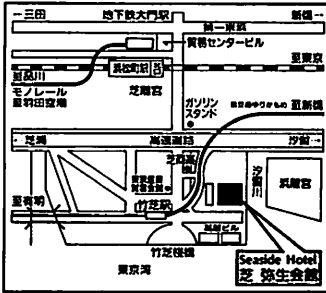 ←三田
地下鉄大門駅
新橋→
第一京浜
貿易センタービル
至品川
浜松町駅
至東京
モノレール
至羽田空港
芝離宮
ガソリン
スタンド
至新橋
芝浦
高速道路
汐留
汐留川
浜離宮
竹芝駅
至有明
竹芝桟橋
東京湾
Seaside Hotel
芝 弥生会館